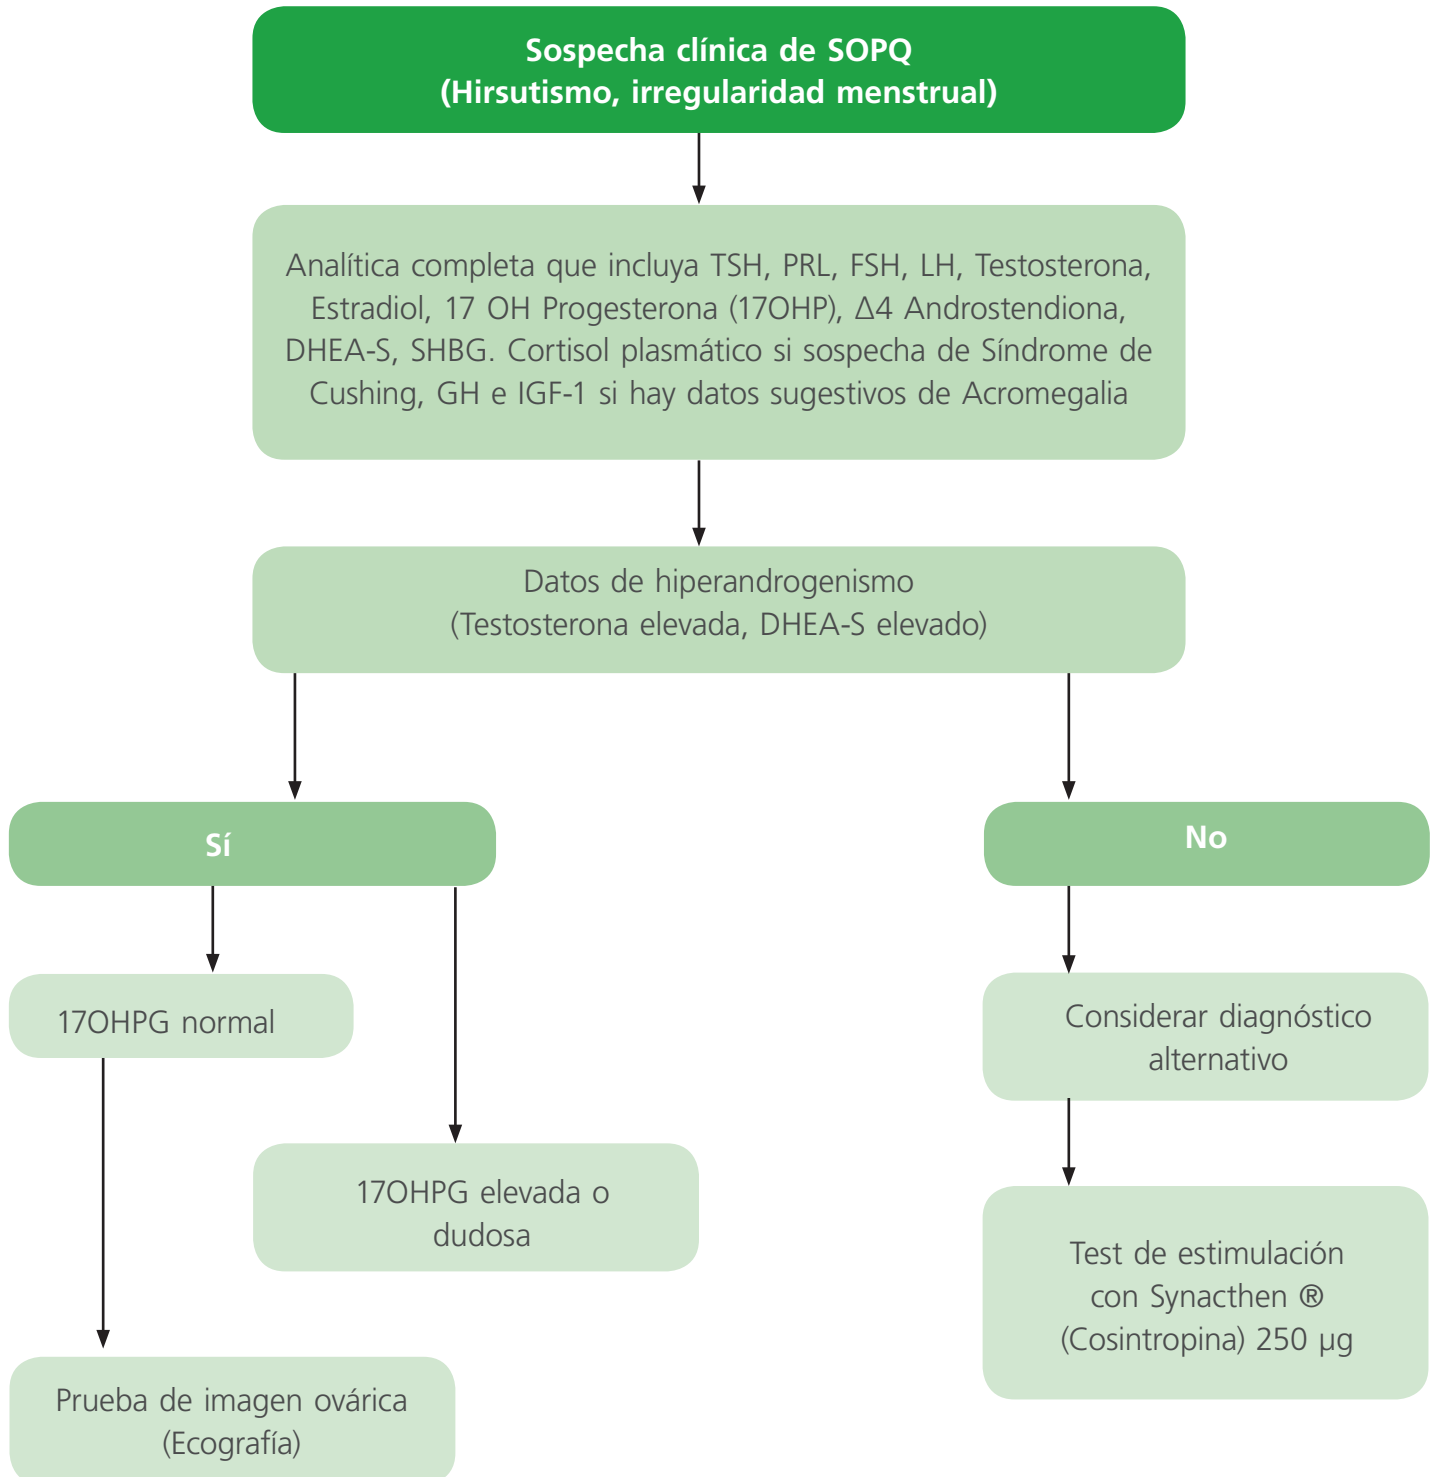 Sospecha clínica de SOPQ
(Hirsutismo, irregularidad menstrual)
Analítica completa que incluya TSH, PRL, FSH, LH, Testosterona,
Estradiol, 17 OH Progesterona (17OHP), Δ4 Androstendiona,
DHEA-S, SHBG. Cortisol plasmático si sospecha de Síndrome de
Cushing, GH e IGF-1 si hay datos sugestivos de Acromegalia
Datos de hiperandrogenismo
(Testosterona elevada, DHEA-S elevado)
Sí
No
17OHPG normal
Considerar diagnóstico
alternativo
17OHPG elevada o
dudosa
Test de estimulación
con Synacthen ®
(Cosintropina) 250 µg
Prueba de imagen ovárica
(Ecografía)